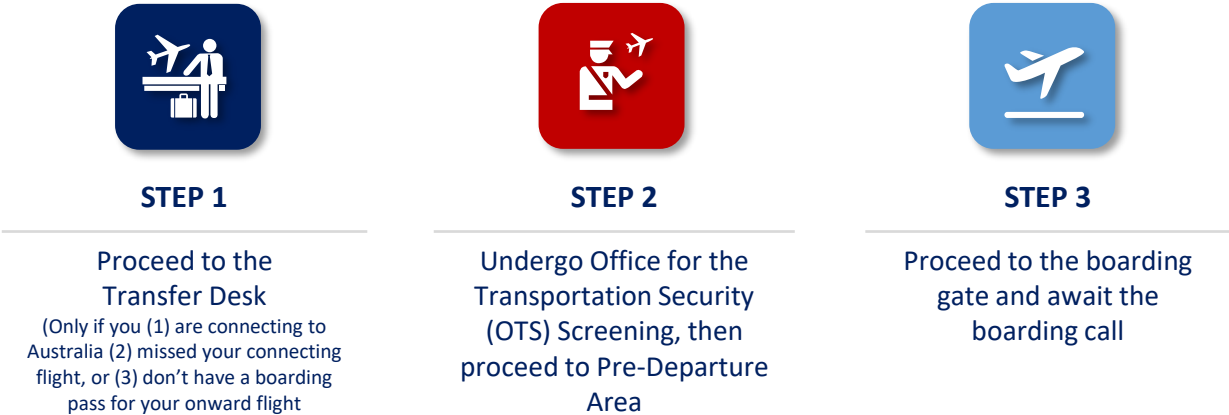 STEP 1
Proceed to the
Transfer Desk
(Only if you (1) are connecting to
Australia (2) missed your connecting
flight, or (3) don’t have a boarding
pass for your onward flight
STEP 2
Undergo Office for the
Transportation Security
(OTS) Screening, then
proceed to Pre-Departure
Area
STEP 3
Proceed to the boarding
gate and await the
boarding call